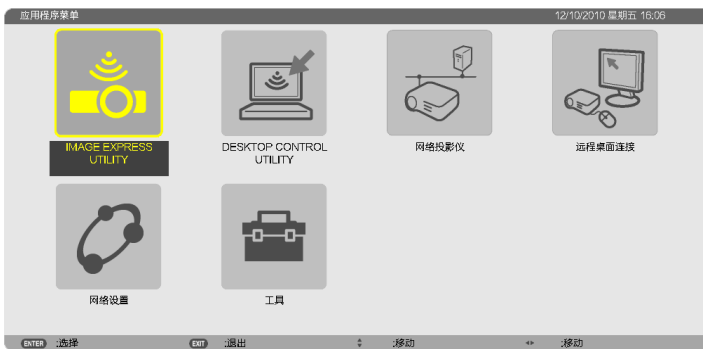 应用程序菜单
12/10/2010 星期五 16:06
IMAGE EXPRESS
UTILITY
DESKTOP CONTROL
UTILITY
网络投影仪
远程桌面连接
网络设置
工具
ENTER :选择
EXIT :退出
:移动
:移动